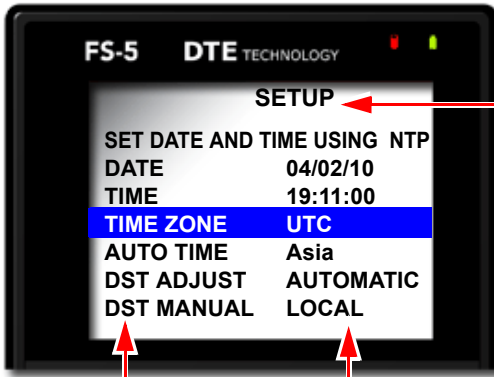 FS-5 DTE TECHNOLOGY
SETUP
SET DATE AND TIME USING NTP
DATE 04/02/10
TIME 19:11:00
TIME ZONE UTC
AUTO TIME Asia
DST ADJUST AUTOMATIC
DST MANUAL LOCAL